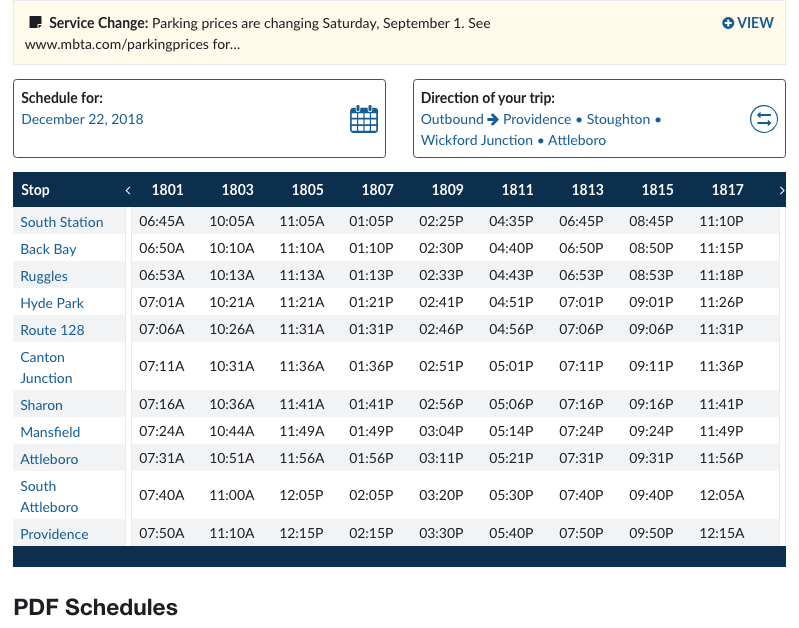 Service Change: Parking prices are changing Saturday, September 1. See
www.mbta.com/parkingprices for...
VIEW
Schedule for:
December 22, 2018
Direction of your trip:
Outbound → Providence • Stoughton •
Wickford Junction • Attleboro
Stop 1801 1803 1805 1807 1809 1811 1813 1815 1817
South Station 06:45A 10:05A 11:05A 01:05P 02:25P 04:35P 06:45P 08:45P 11:10P
Back Bay 06:50A 10:10A 11:10A 01:10P 02:30P 04:40P 06:50P 08:50P 11:15P
Ruggles 06:53A 10:13A 11:13A 01:13P 02:33P 04:43P 06:53P 08:53P 11:18P
Hyde Park 07:01A 10:21A 11:21A 01:21P 02:41P 04:51P 07:01P 09:01P 11:26P
Route 128 07:06A 10:26A 11:31A 01:31P 02:46P 04:56P 07:06P 09:06P 11:31P
Canton
Junction 07:11A 10:31A 11:36A 01:36P 02:51P 05:01P 07:11P 09:11P 11:36P
Sharon 07:16A 10:36A 11:41A 01:41P 02:56P 05:06P 07:16P 09:16P 11:41P
Mansfield 07:24A 10:44A 11:49A 01:49P 03:04P 05:14P 07:24P 09:24P 11:49P
Attleboro 07:31A 10:51A 11:56A 01:56P 03:11P 05:21P 07:31P 09:31P 11:56P
South
Attleboro 07:40A 11:00A 12:05P 02:05P 03:20P 05:30P 07:40P 09:40P 12:05A
Providence 07:50A 11:10A 12:15P 02:15P 03:30P 05:40P 07:50P 09:50P 12:15A
PDF Schedules